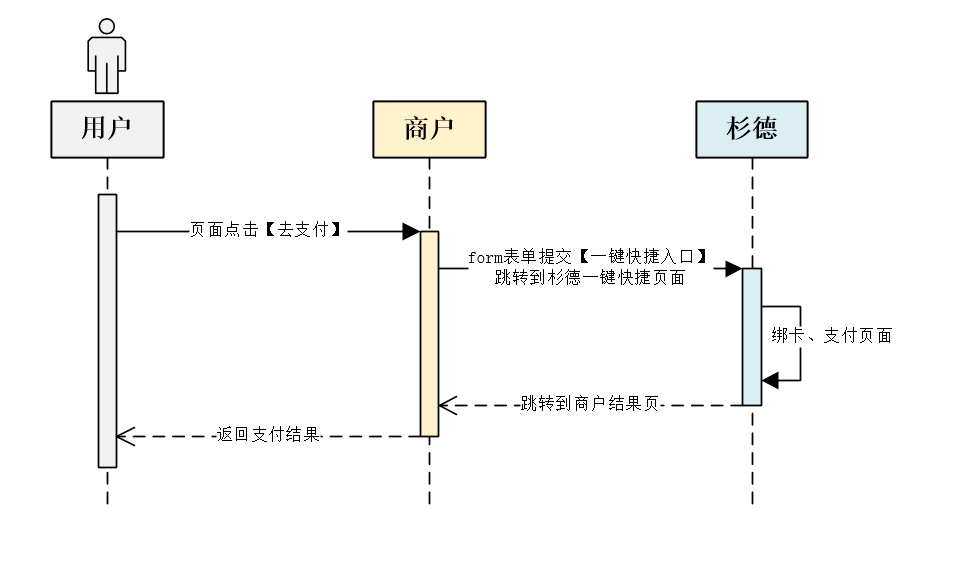 用户
商户
杉德
页面点击【去支付】
form表单提交【一键快捷入口】
跳转到杉德一键快捷页面
绑卡、支付页面
跳转到商户结果页
返回支付结果